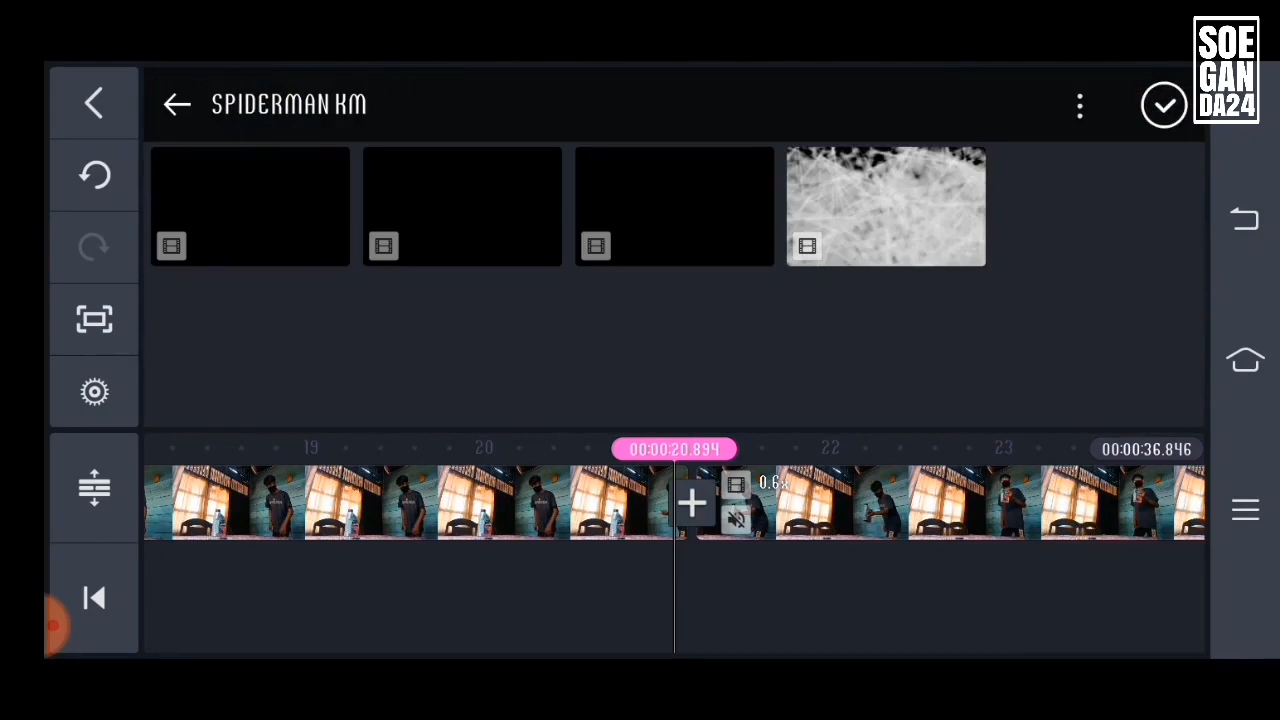 SOE
GAN
DA24
SPIDERMAN KM
19
20
00:00:20.894
22
23
00:00:36.846
0.6x